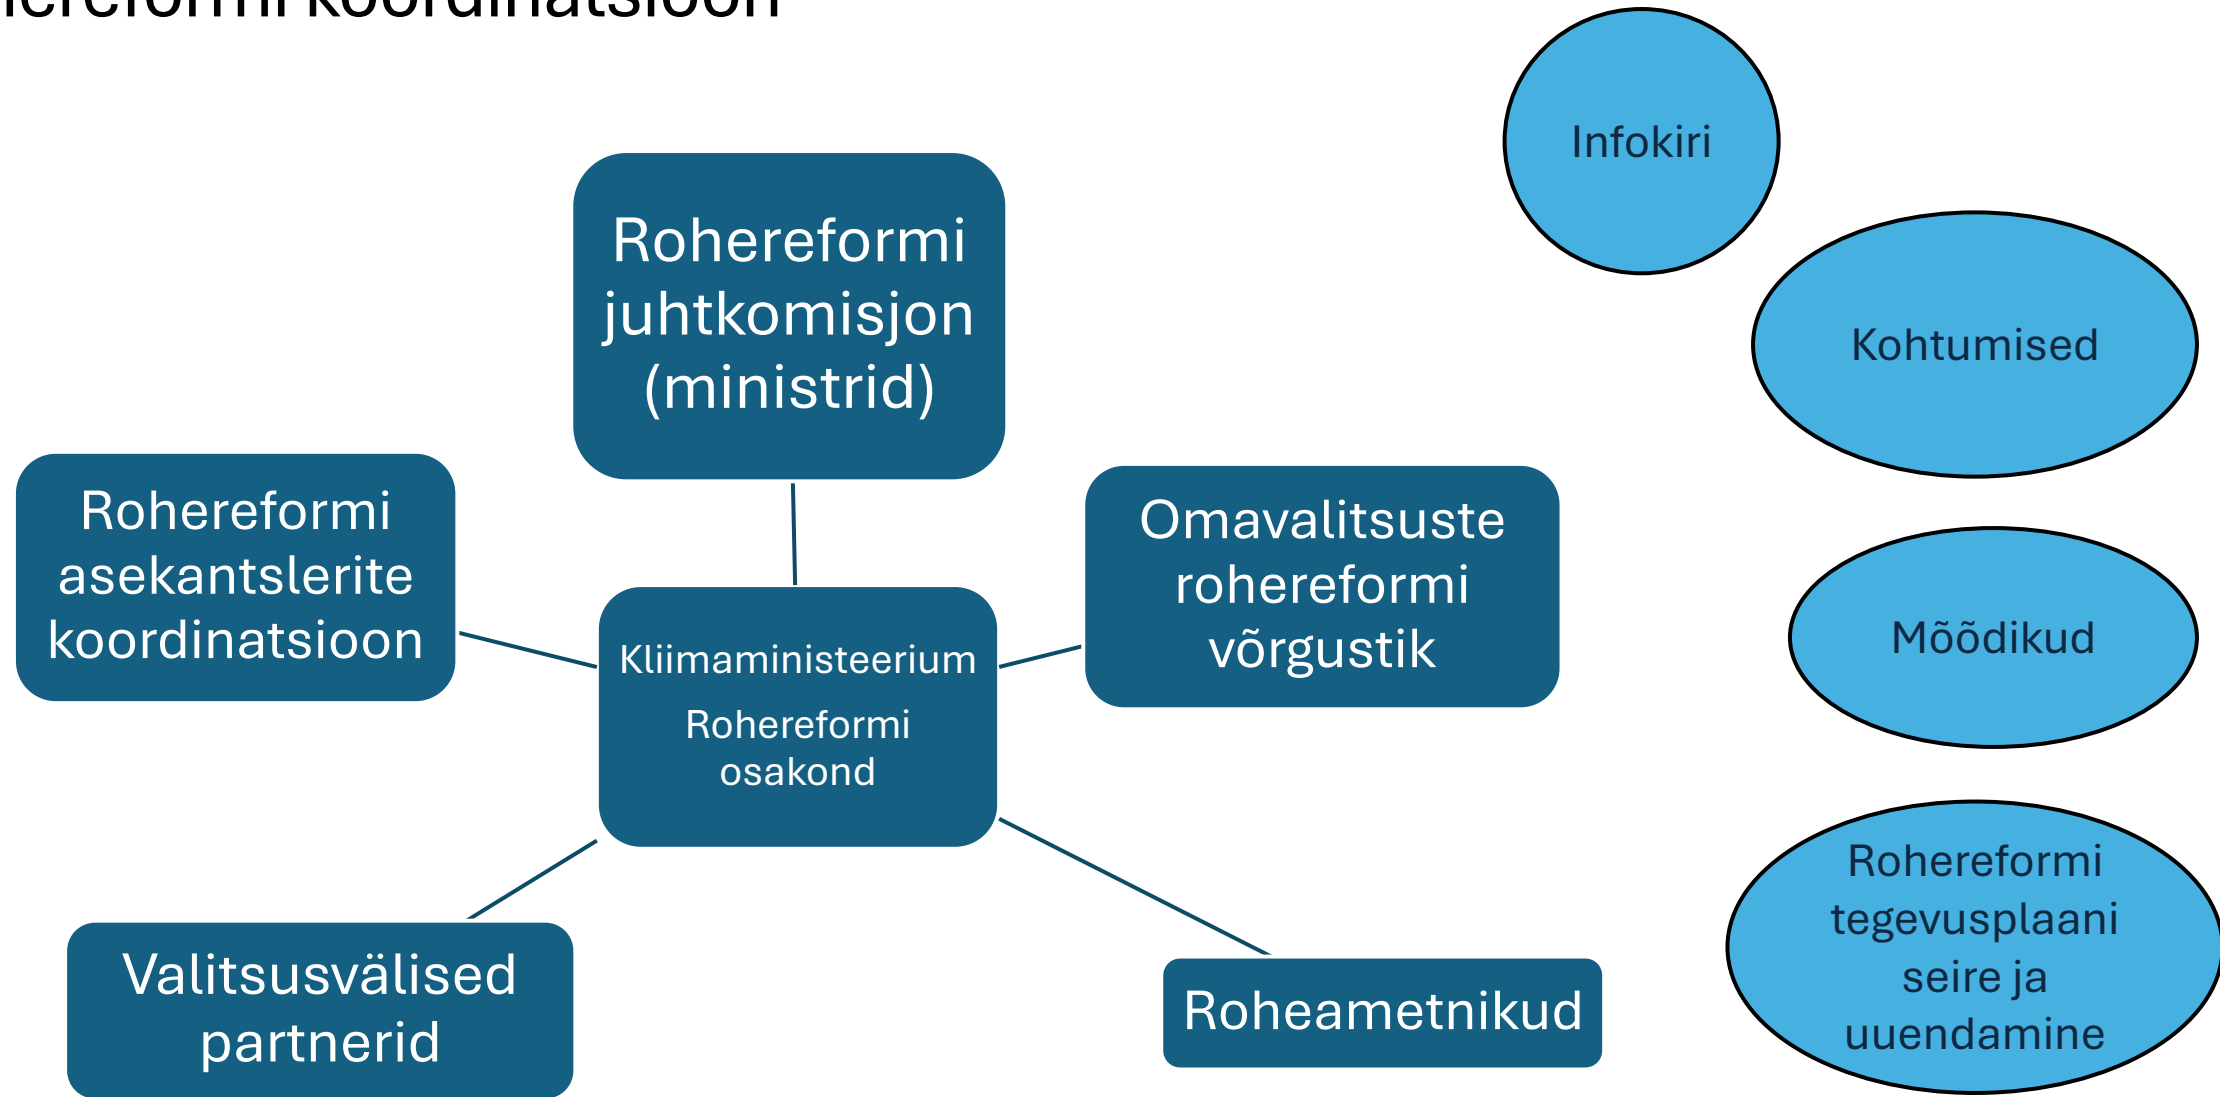 koordinatsioon
Infokiri
Rohereformi
juhtkomisjon
(ministrid)
Kohtumised
Rohereformi
asekantslerite
koordinatsioon
Omavalitsuste
rohereformi
võrgustik
Kliimaministeerium
Rohereformi
osakond
Mõõdikud
Valitsusvälised
partnerid
Roheametnikud
Rohereformi
tegevusplaani
seire ja
uuendamine